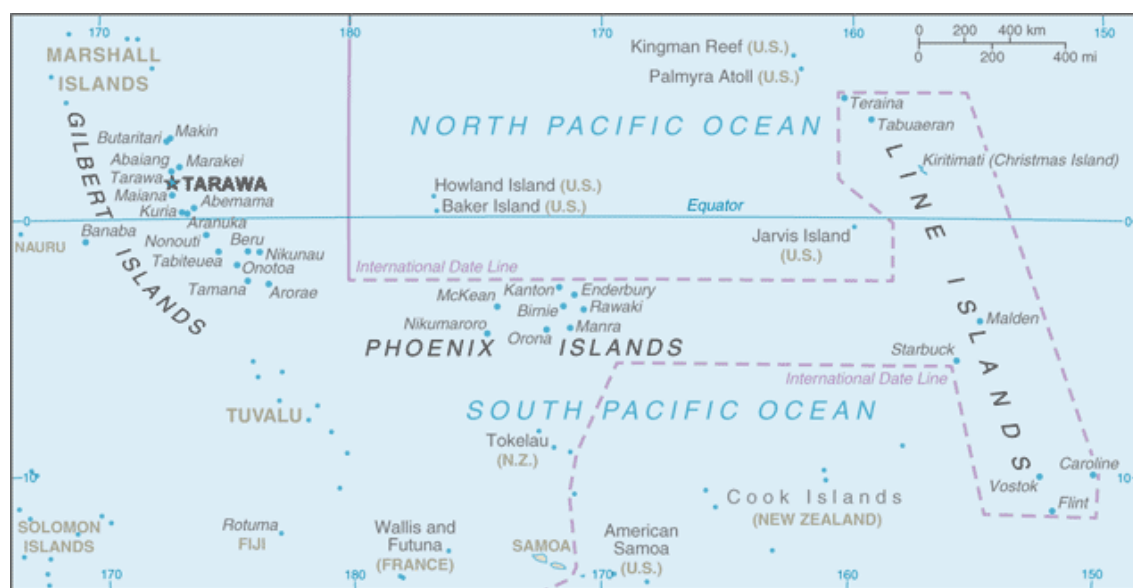 170
180
170
160
150
0 200 400 km
0 200 400 mi
MARSHALL
ISLANDS
Kingman Reef (U.S.)
Palmyra Atoll (U.S.)
Teraina
Tabuaeran
NORTH PACIFIC OCEAN
GILBERT ISLANDS
Butaritari
Makin
Abaiang
Marakei
Tarawa
TARAWA
Maiana
Abemama
Kuria
Aranuka
LINE ISLANDS
Kiritimati (Christmas Island)
Howland Island (U.S.)
Baker Island (U.S.)
Equator
0
0
Banaba
NAURU
Nonouti
Beru
Nikunau
Tabiteuea
Onotoa
Tamana
Arorae
Jarvis Island
(U.S.)
International Date Line
McKean
Kanton
Enderbury
Birnie
Rawaki
Nikumaroro
Orona
Manra
PHOENIX ISLANDS
Malden
Starbuck
International Date Line
TUVALU
SOUTH PACIFIC OCEAN
Tokelau
(N.Z.)
10
10
Caroline
Vostok
Flint
Cook Islands
(NEW ZEALAND)
SOLOMON
ISLANDS
Rotuma
FIJI
Wallis and
Futuna
(FRANCE)
SAMOA
American
Samoa
(U.S.)
170
180
170
160
150